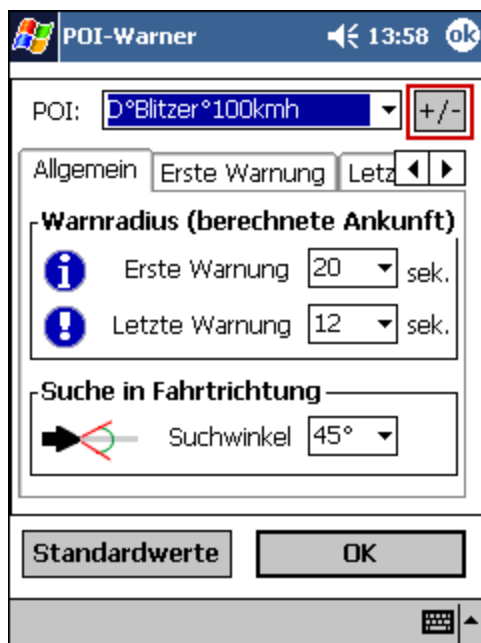 POI-Warner 13:58 ok
POI: D°Blitzer°100kmh +/-
Allgemein Erste Warnung Letz
Warnradius (berechnete Ankunft)
Erste Warnung 20 sek.
Letzte Warnung 12 sek.
Suche in Fahrtrichtung
Suchwinkel 45°
Standardwerte OK